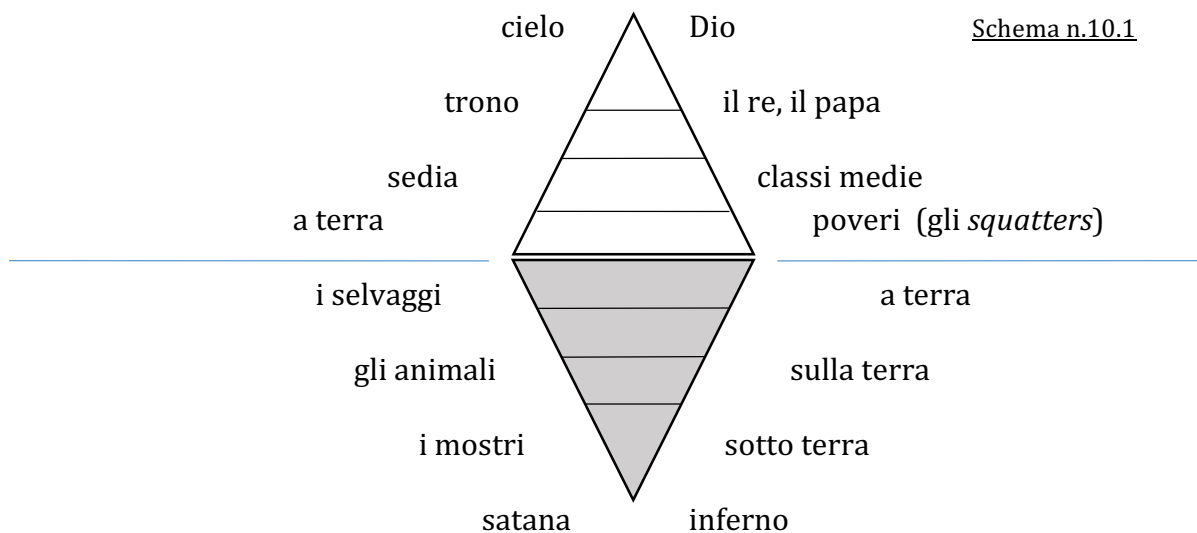 cielo Dio Schema n.10.1
trono il re, il papa
sedia classi medie
a terra poveri (gli squatters)
i selvaggi a terra
gli animali sulla terra
i mostri sotto terra
satana inferno